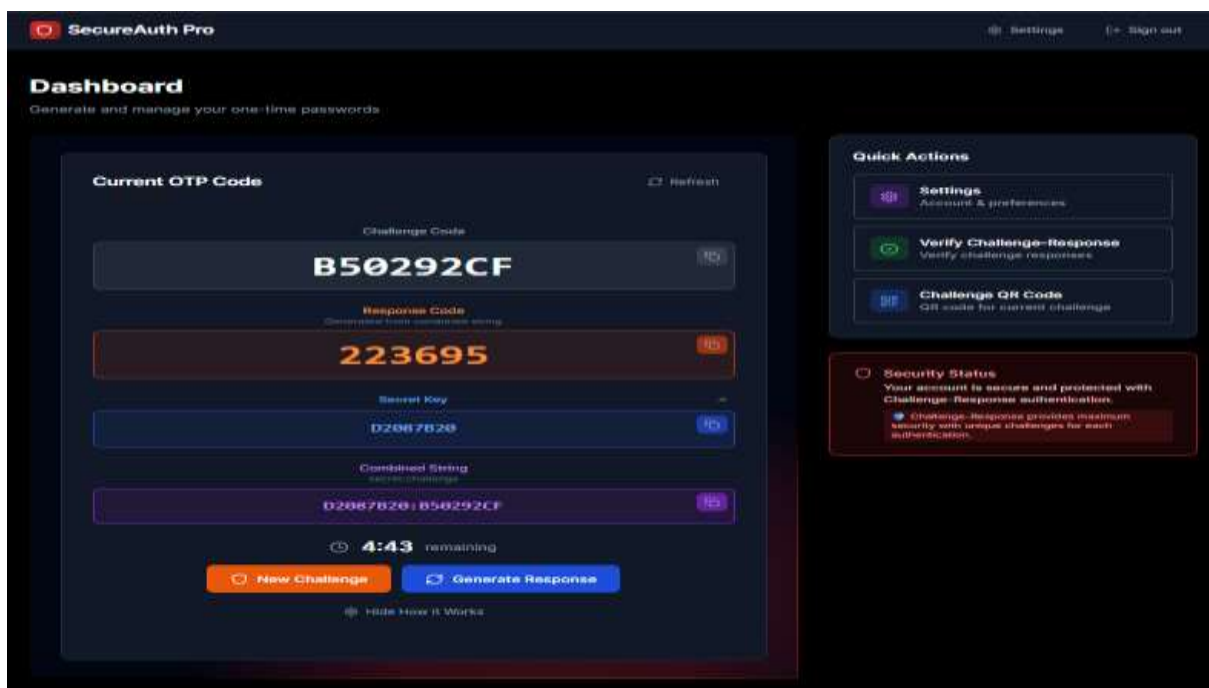 SecureAuth Pro
Settings
Sign out
Dashboard
Generate and manage your one-time passwords
Current OTP Code
Refresh
Challenge Code
B50292CF
Response Code
Generated from combined string
223695
Secret Key
D2087B20
Combined String
secret:challenge
D2087B20:B50292CF
4:43 remaining
New Challenge
Generate Response
Hide How It Works
Quick Actions
Settings
Account & preferences
Verify Challenge-Response
Verify challenge responses
Challenge QR Code
QR code for current challenge
Security Status
Your account is secure and protected with
Challenge-Response authentication.
Challenge-Response provides maximum
security with unique challenges for each
authentication.